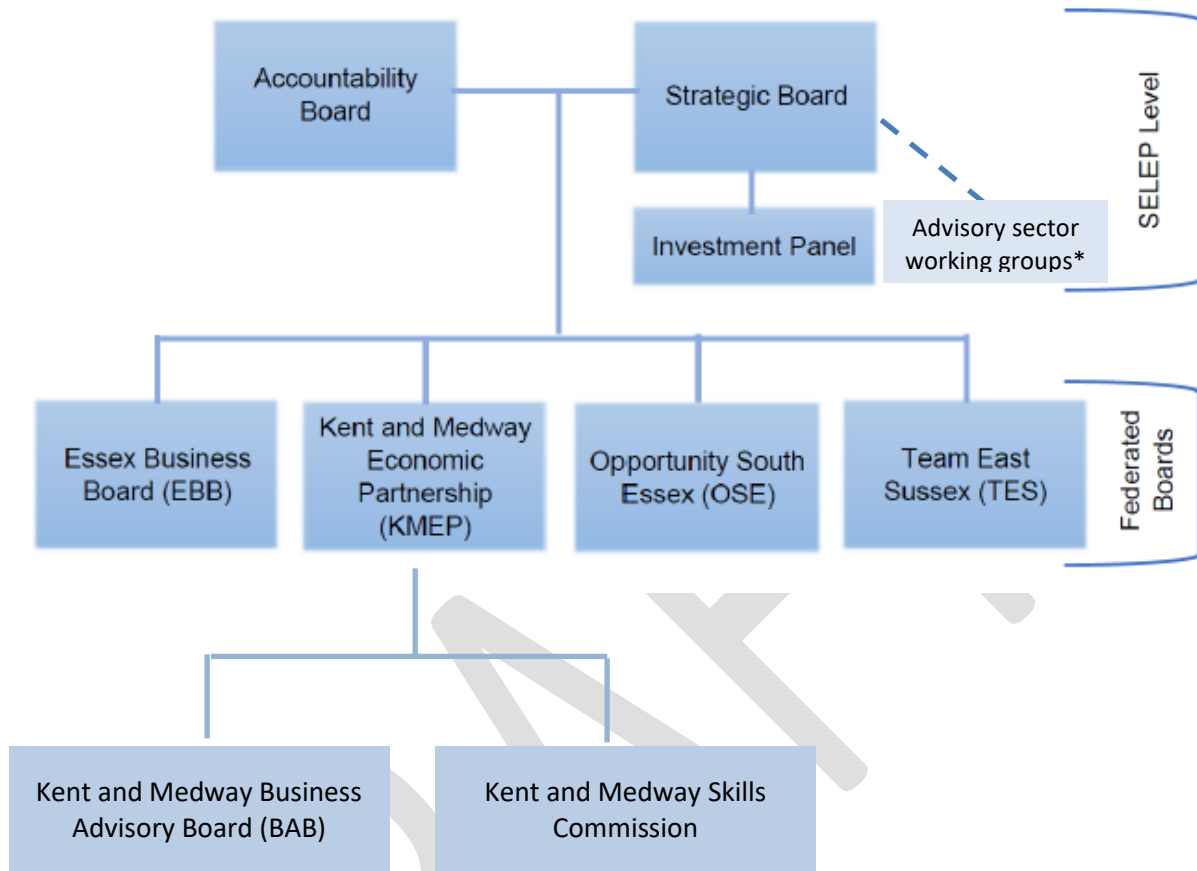 Accountability
Board
Strategic Board
Investment Panel
Advisory sector
working groups*
SELEP Level
Essex Business
Board (EBB)
Kent and Medway
Economic
Partnership
(KMEP)
Opportunity South
Essex (OSE)
Team East
Sussex (TES)
Federated
Boards
Kent and Medway Business
Advisory Board (BAB)
Kent and Medway Skills
Commission